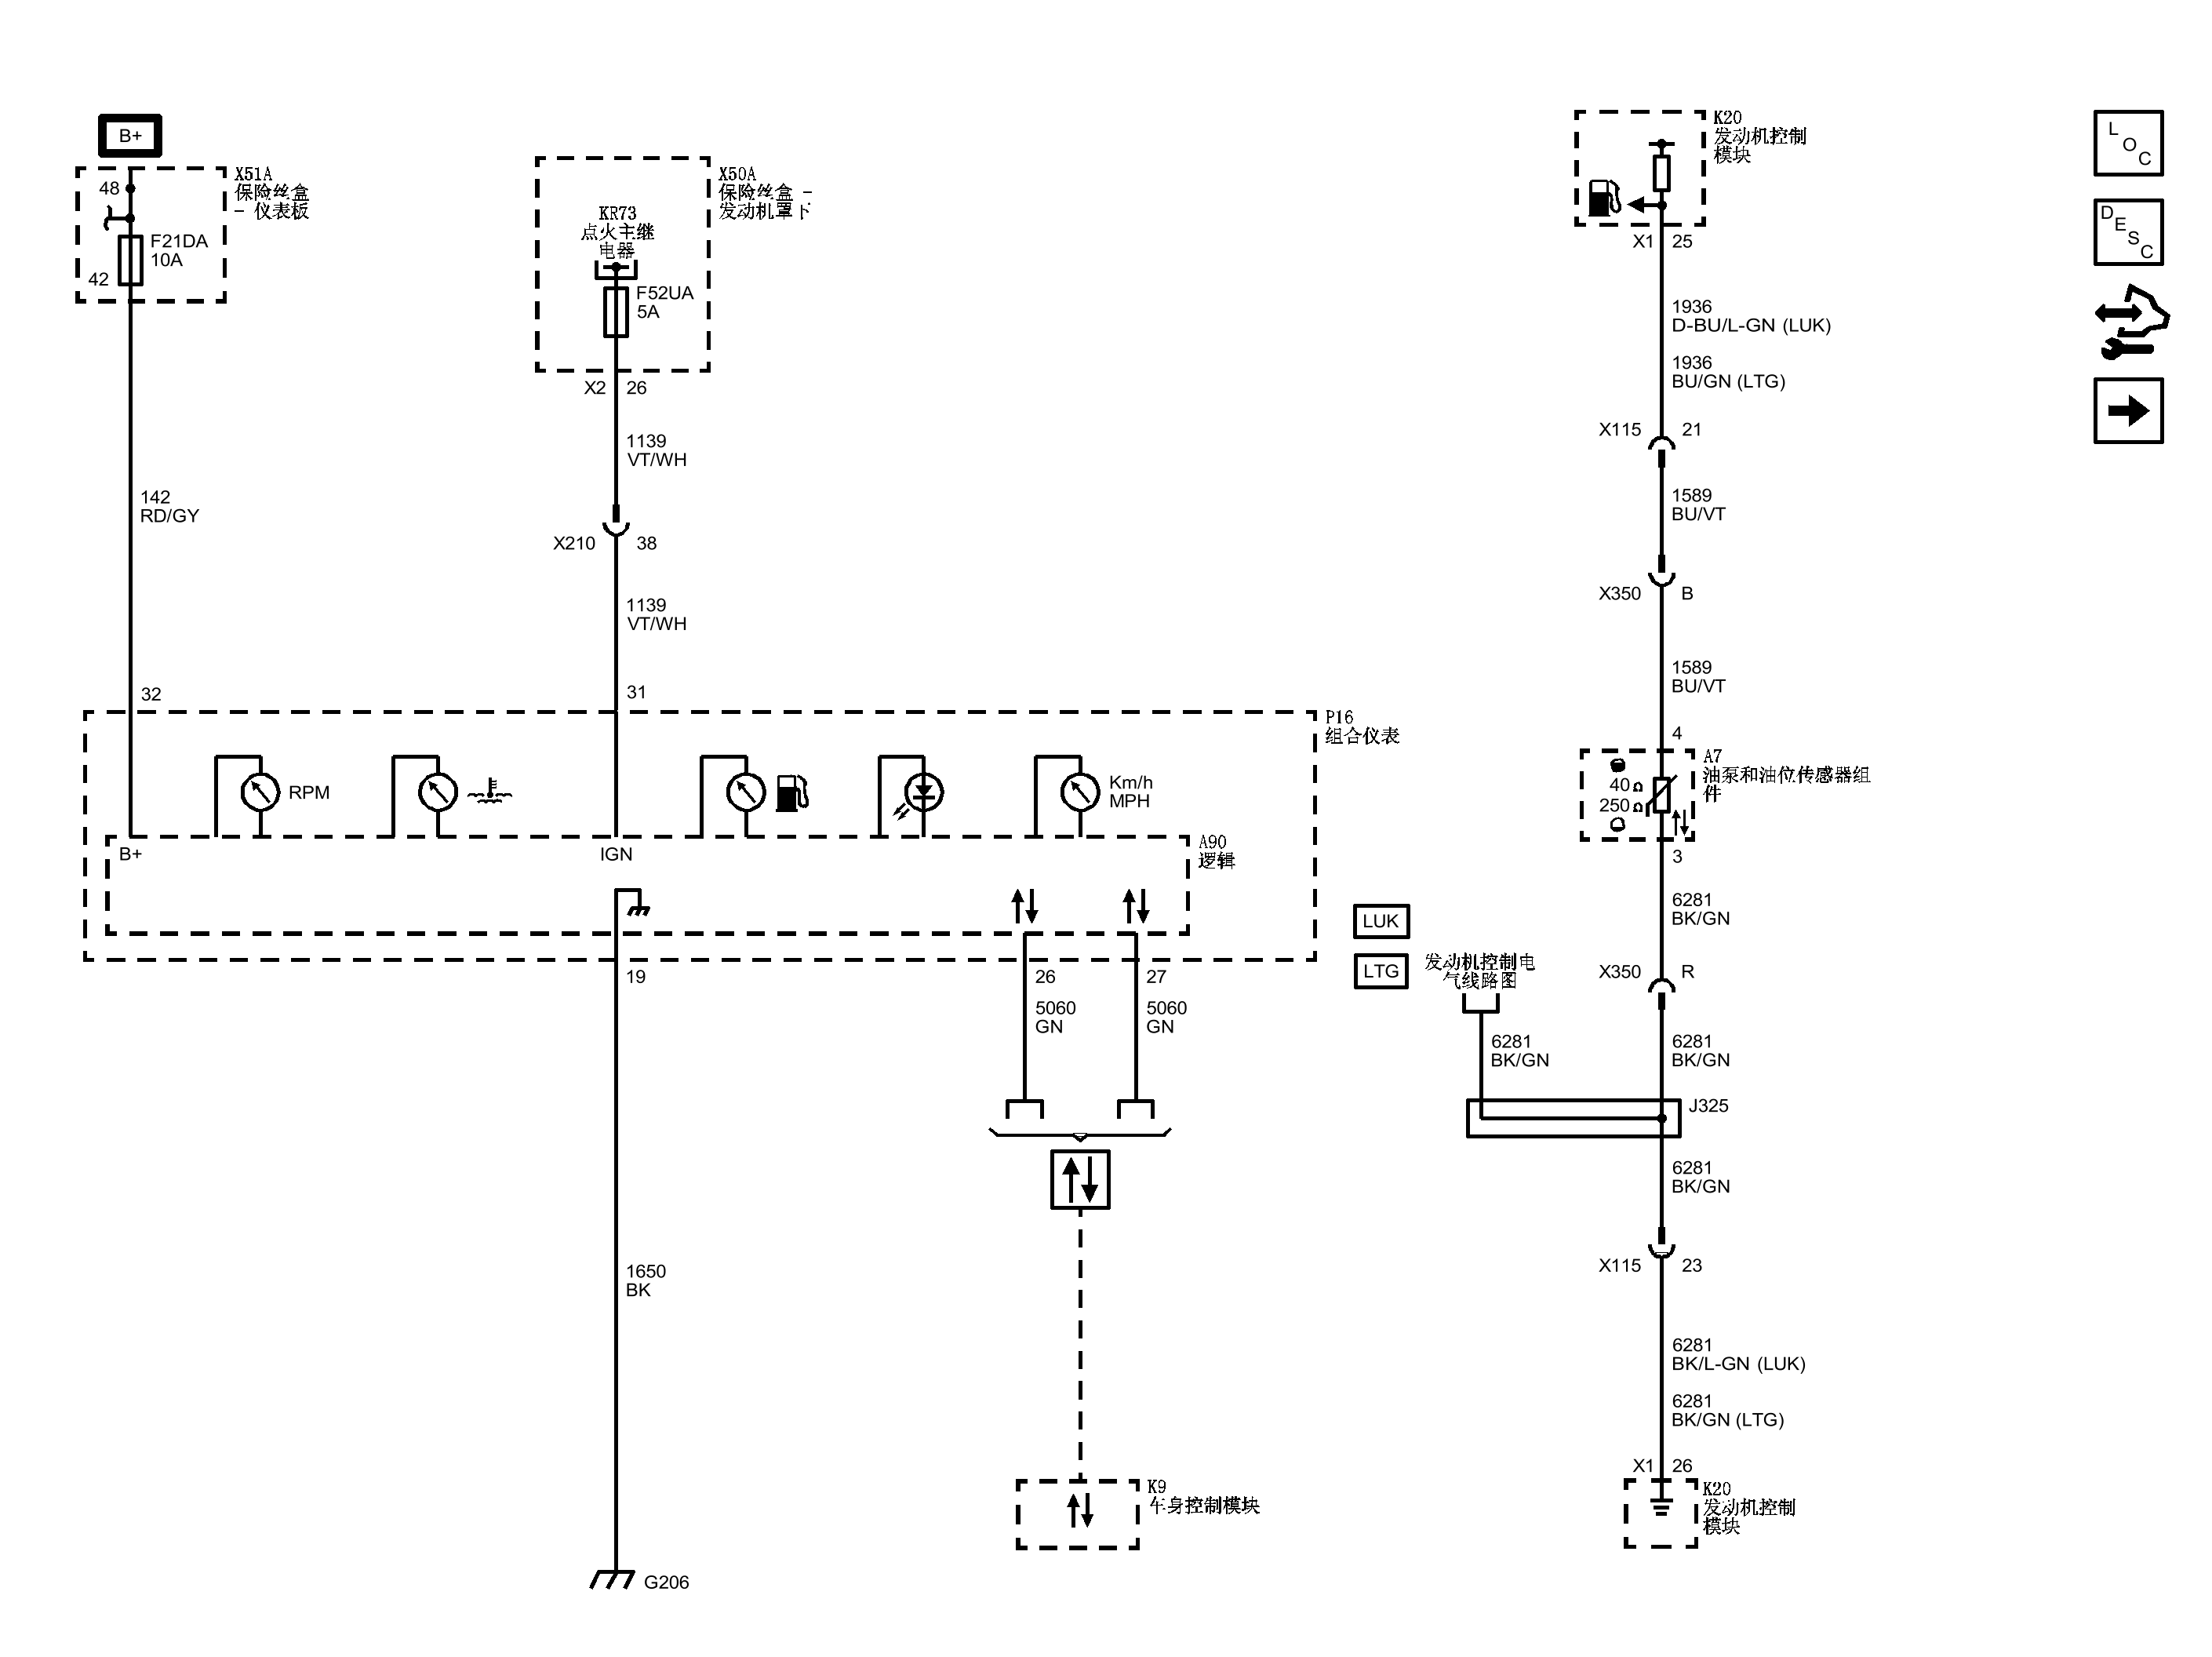 B+
48
X51A
保险丝盒
- 仪表板
F21DA
10A
42
142
RD/GY
32
X50A
保险丝盒 -
发动机罩下
KR73
点火主继
电器
F52UA
5A
X2 26
1139
VT/WH
X210 38
1139
VT/WH
31
P16
组合仪表
RPM
Km/h
MPH
B+
IGN
A90
逻辑
19
26
5060
GN
27
5060
GN
1650
BK
G206
K9
车身控制模块
LUK
LTG
发动机控制电
气线路图
6281
BK/GN
K20
发动机控制
模块
X1 25
1936
D-BU/L-GN (LUK)
1936
BU/GN (LTG)
X115 21
1589
BU/VT
X350 B
1589
BU/VT
4
A7
油泵和油位传感器组
件
40Ω
250Ω
3
6281
BK/GN
X350 R
6281
BK/GN
J325
6281
BK/GN
X115 23
6281
BK/L-GN (LUK)
6281
BK/GN (LTG)
X1 26
K20
发动机控制
模块
LOC
DESC